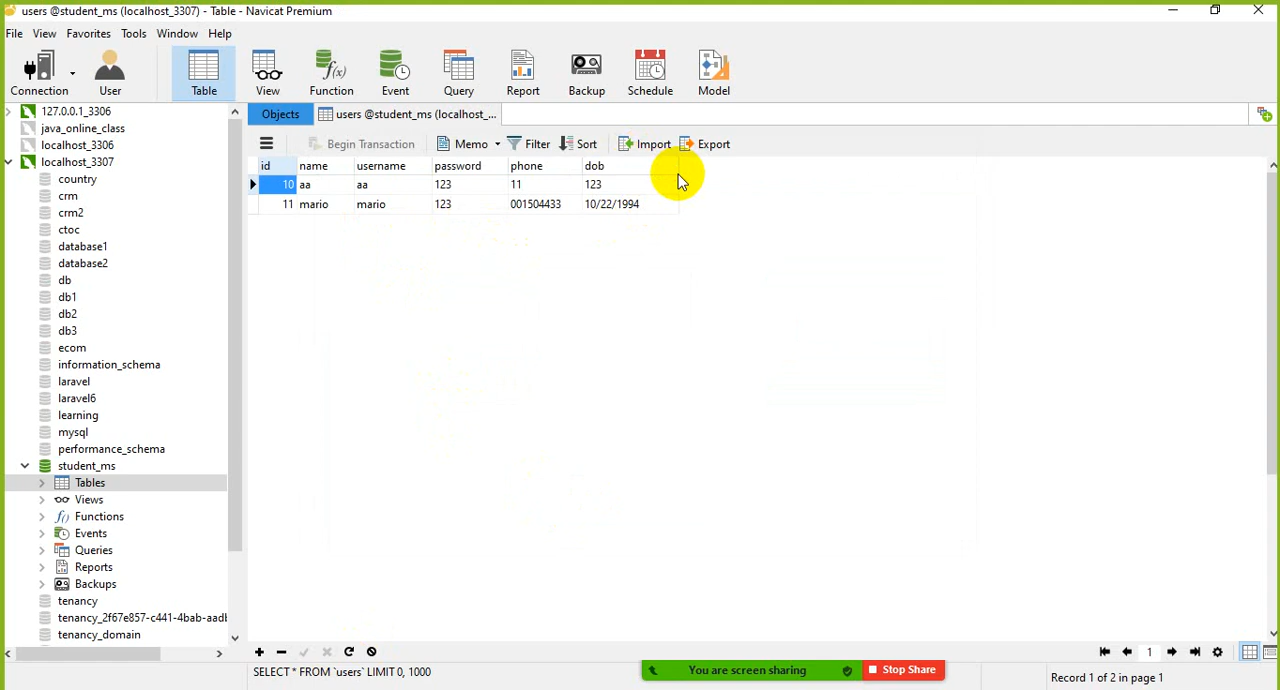 users @student_ms (localhost_3307) - Table - Navicat Premium
File View Favorites Tools Window Help
Connection User Table View Function Event Query Report Backup Schedule Model
127.0.0.1_3306
java_online_class
localhost_3306
localhost_3307
country
crm
crm2
ctoc
database1
database2
db
db1
db2
db3
ecom
information_schema
laravel
laravel6
learning
mysql
performance_schema
student_ms
Tables
Views
Functions
Events
Queries
Reports
Backups
tenancy
tenancy_2f67e857-c441-4bab-aadb
tenancy_domain
Objects users @student_ms (localhost_...
Begin Transaction Memo Filter Sort Import Export
id name username password phone dob
10 aa aa 123 11 123
11 mario mario 123 001504433 10/22/1994
1
SELECT * FROM `users` LIMIT 0, 1000
You are screen sharing Stop Share
Record 1 of 2 in page 1